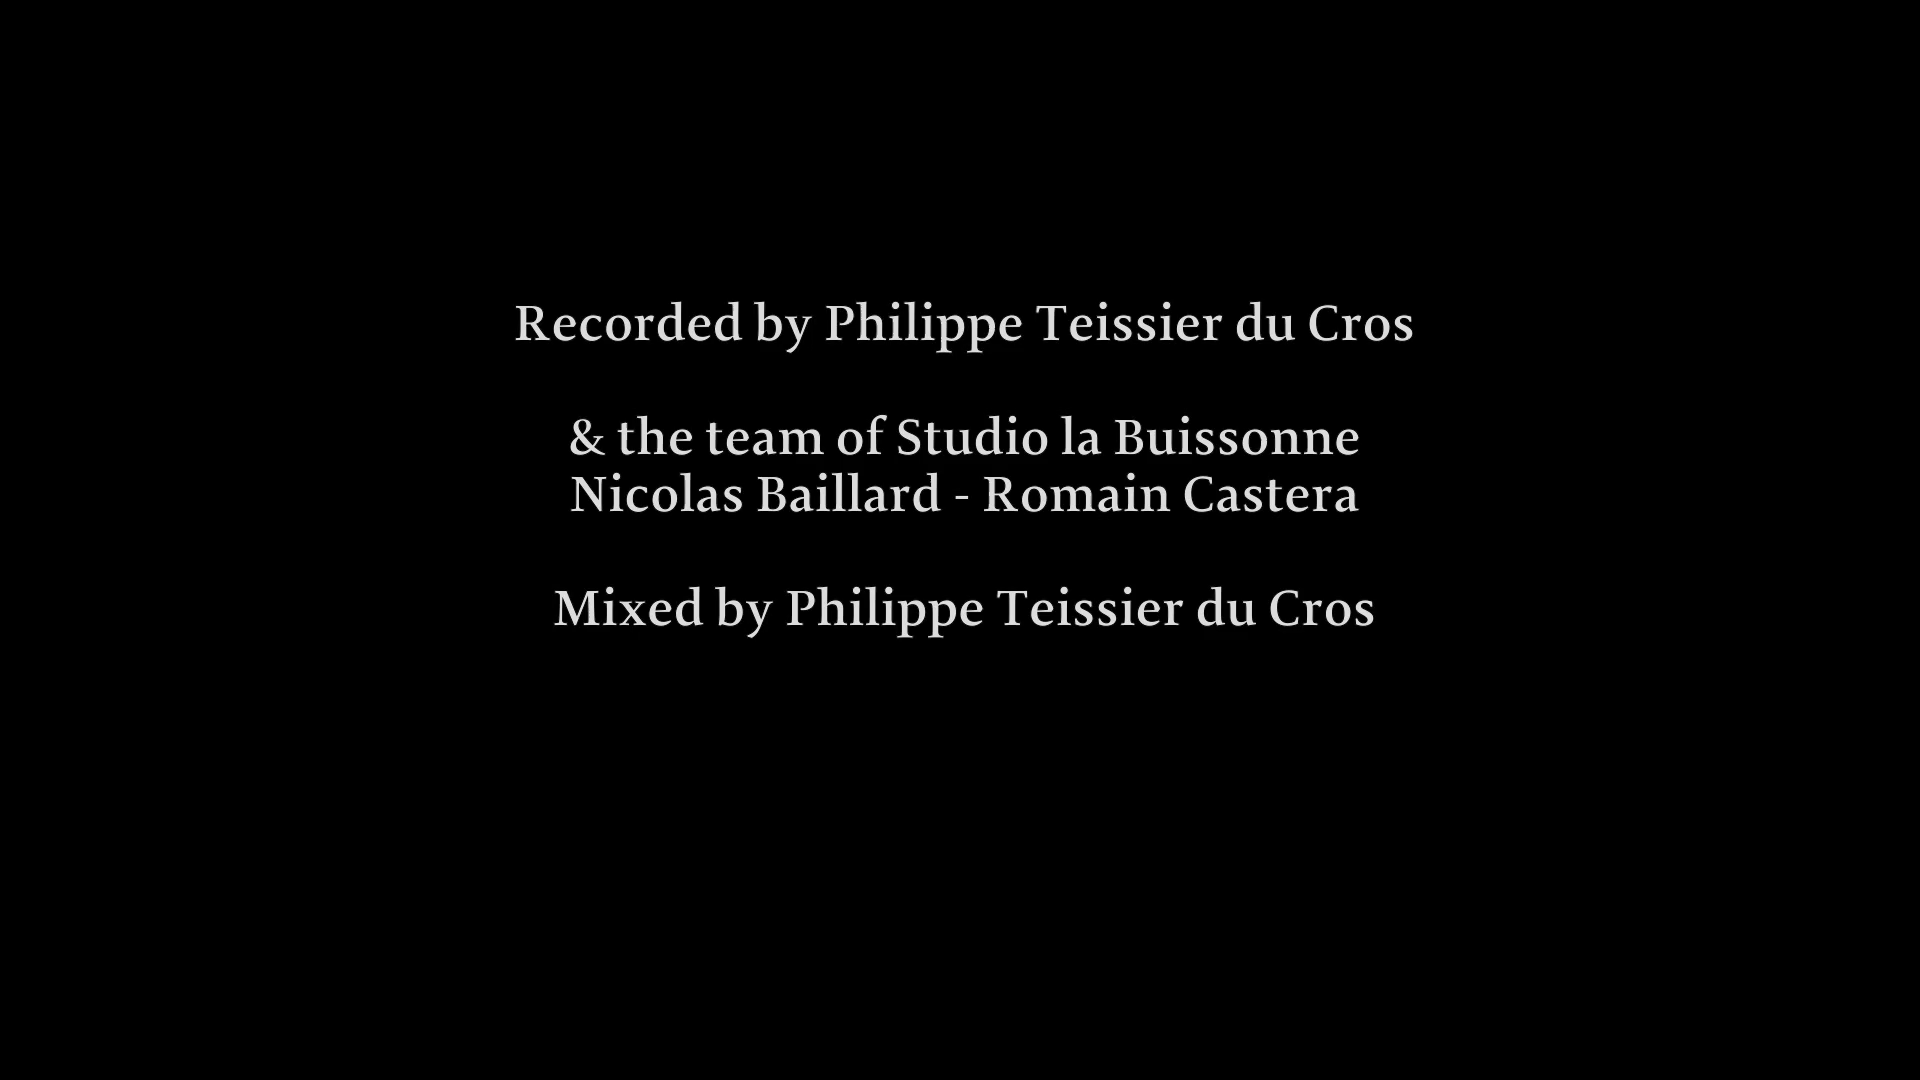 Recorded by Philippe Teissier du Cros
& the team of Studio la Buissonne
Nicolas Baillard - Romain Castera
Mixed by Philippe Teissier du Cros